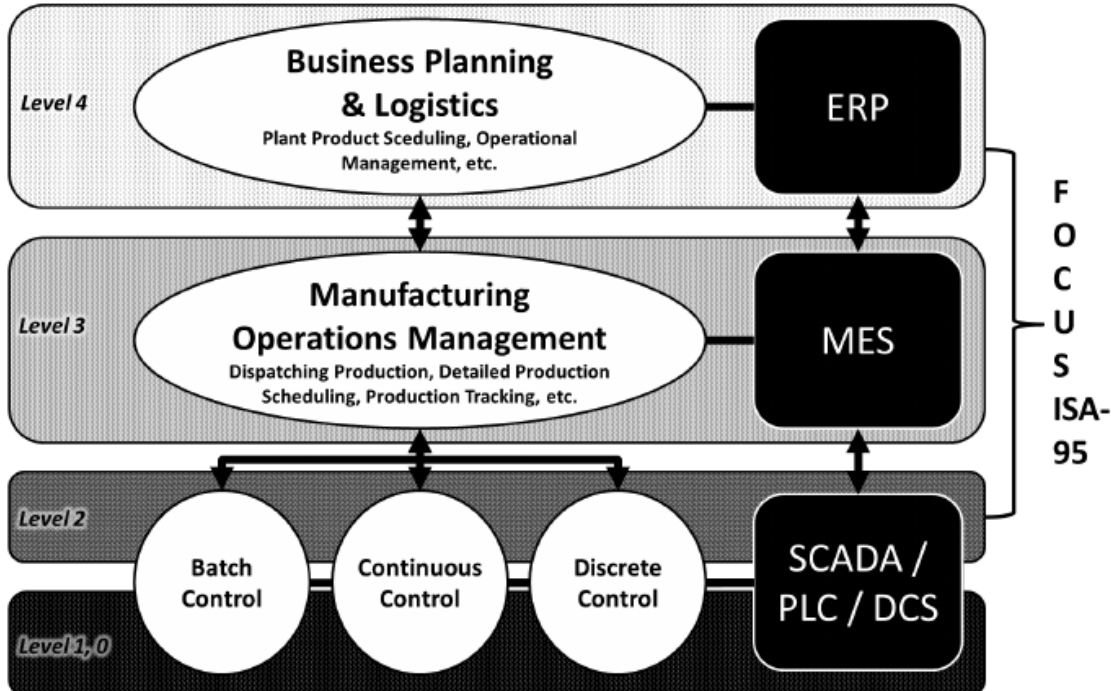 Level 4
Business Planning
& Logistics
Plant Product Sceduling, Operational
Management, etc.
ERP
Level 3
Manufacturing
Operations Management
Dispatching Production, Detailed Production
Scheduling, Production Tracking, etc.
MES
Level 2
Batch
Control
Continuous
Control
Discrete
Control
SCADA /
PLC / DCS
Level 1, 0
F
O
C
U
S
ISA-
95